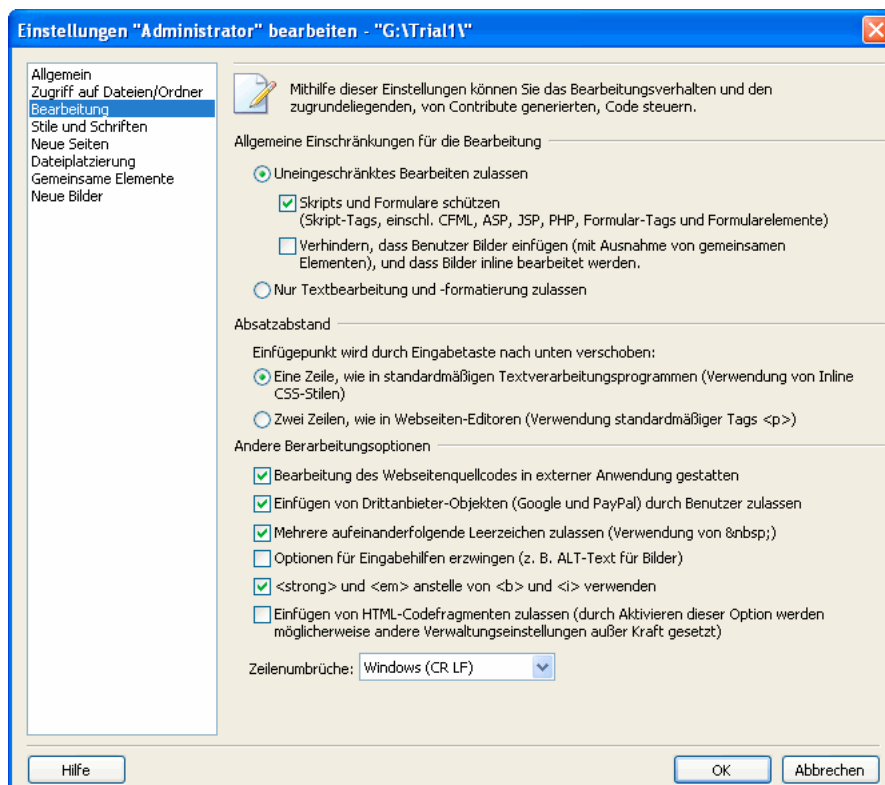 Einstellungen "Administrator" bearbeiten - "G:\Trial1\"
Allgemein
Zugriff auf Dateien/Ordner
Bearbeitung
Stile und Schriften
Neue Seiten
Dateiplatzierung
Gemeinsame Elemente
Neue Bilder
Mithilfe dieser Einstellungen können Sie das Bearbeitungsverhalten und den
zugrundeliegenden, von Contribute generierten, Code steuern.
Allgemeine Einschränkungen für die Bearbeitung
Uneingeschränktes Bearbeiten zulassen
Skripts und Formulare schützen
(Skript-Tags, einschl. CFML, ASP, JSP, PHP, Formular-Tags und Formularelemente)
Verhindern, dass Benutzer Bilder einfügen (mit Ausnahme von gemeinsamen
Elementen), und dass Bilder inline bearbeitet werden.
Nur Textbearbeitung und -formatierung zulassen
Absatzabstand
Einfügepunkt wird durch Eingabetaste nach unten verschoben:
Eine Zeile, wie in standardmäßigen Textverarbeitungsprogrammen (Verwendung von Inline
CSS-Stilen)
Zwei Zeilen, wie in Webseiten-Editoren (Verwendung standardmäßiger Tags <p>)
Andere Berarbeitungsoptionen
Bearbeitung des Webseitenquellcodes in externer Anwendung gestatten
Einfügen von Drittanbieter-Objekten (Google und PayPal) durch Benutzer zulassen
Mehrere aufeinanderfolgende Leerzeichen zulassen (Verwendung von &nbsp;)
Optionen für Eingabehilfen erzwingen (z. B. ALT-Text für Bilder)
<strong> und <em> anstelle von <b> und <i> verwenden
Einfügen von HTML-Codefragmenten zulassen (durch Aktivieren dieser Option werden
möglicherweise andere Verwaltungseinstellungen außer Kraft gesetzt)
Zeilenumbrüche: Windows (CR LF)
Hilfe OK Abbrechen